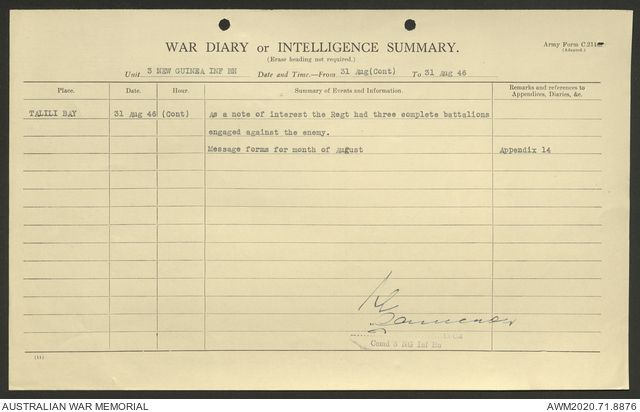 WAR DIARY or INTELLIGENCE SUMMARY.
Army Form C.2118
(Adapted.)
(Erase heading not required.)
Unit 3 NEW GUINEA INF BN Date and Time.—From 31 Aug(Cont) To 31 Aug 46
Place. Date. Hour. Summary of Events and Information. Remarks and references to Appendices, Diaries, &c.
TALILI BAY 31 Aug 46 (Cont) As a note of interest the Regt had three complete battalions
engaged against the enemy.
Message forms for month of August Appendix 14
Comd 3 NG Inf Bn
(11)
AUSTRALIAN WAR MEMORIAL
AWM2020.71.8876